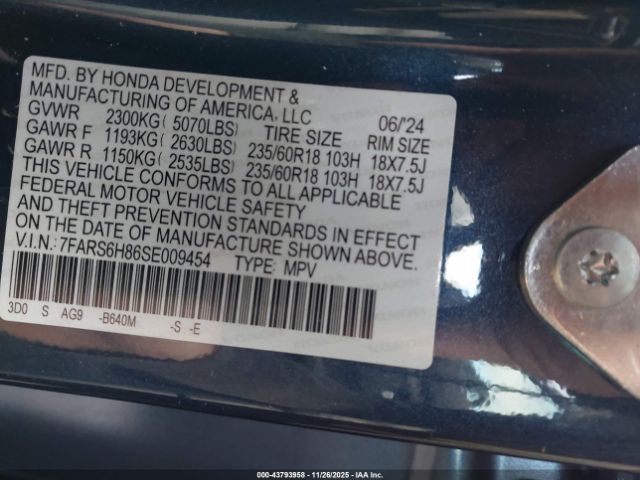 MFD. BY HONDA DEVELOPMENT &
MANUFACTURING OF AMERICA, LLC 06/'24
GVWR 2300KG( 5070LBS) TIRE SIZE RIM SIZE
GAWR F 1193KG( 2630LBS) 235/60R18 103H 18X7.5J
GAWR R 1150KG( 2535LBS) 235/60R18 103H 18X7.5J
THIS VEHICLE CONFORMS TO ALL APPLICABLE
FEDERAL MOTOR VEHICLE SAFETY
AND THEFT PREVENTION STANDARDS IN EFFECT
ON THE DATE OF MANUFACTURE SHOWN ABOVE.
V.I.N.: 7FARS6H86SE009454 TYPE: MPV
3D0 S AG9 -B640M -S -E
000-43793958 - 11/26/2025 - IAAI.com